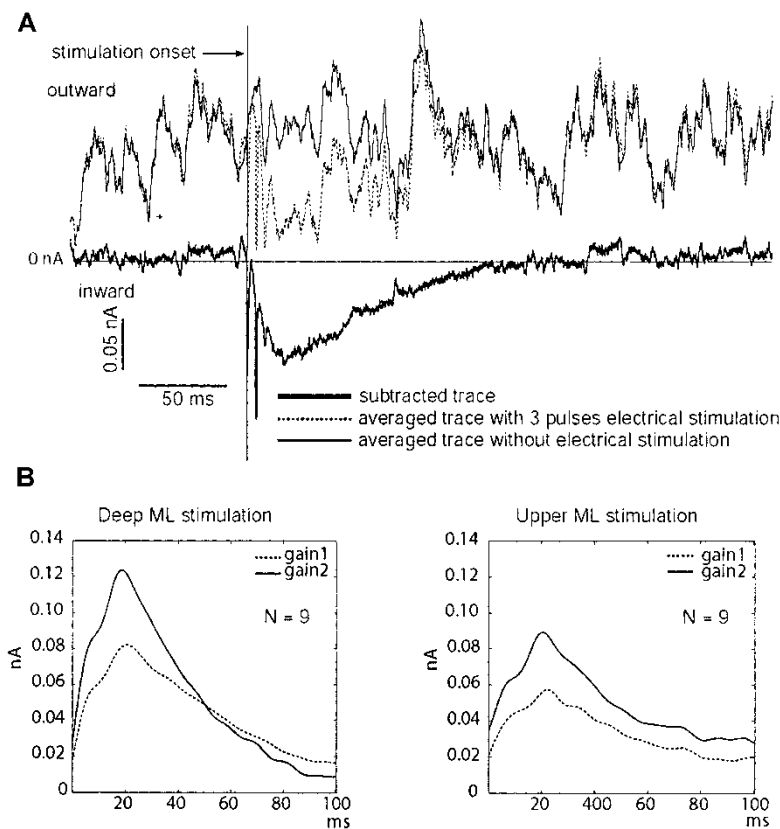 A
stimulation onset
outward
0 nA
inward
0.05 nA
50 ms
subtracted trace
averaged trace with 3 pulses electrical stimulation
averaged trace without electrical stimulation
B
Deep ML stimulation
0.14
0.12
0.10
0.08
0.06
0.04
0.02
0
nA
gain1
gain2
N = 9
20
40
60
80
100
ms
Upper ML stimulation
0.14
0.12
0.10
0.08
0.06
0.04
0.02
0
nA
gain1
gain2
N = 9
20
400
60
80
100
ms